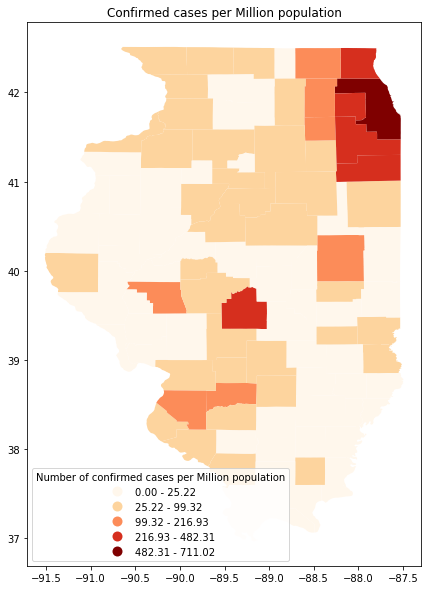 Confirmed cases per Million population
42
41
40
39
38
37
Number of confirmed cases per Million population
0.00 - 25.22
25.22 - 99.32
99.32 - 216.93
216.93 - 482.31
482.31 - 711.02
−91.5 −91.0 −90.5 −90.0 −89.5 −89.0 −88.5 −88.0 −87.5